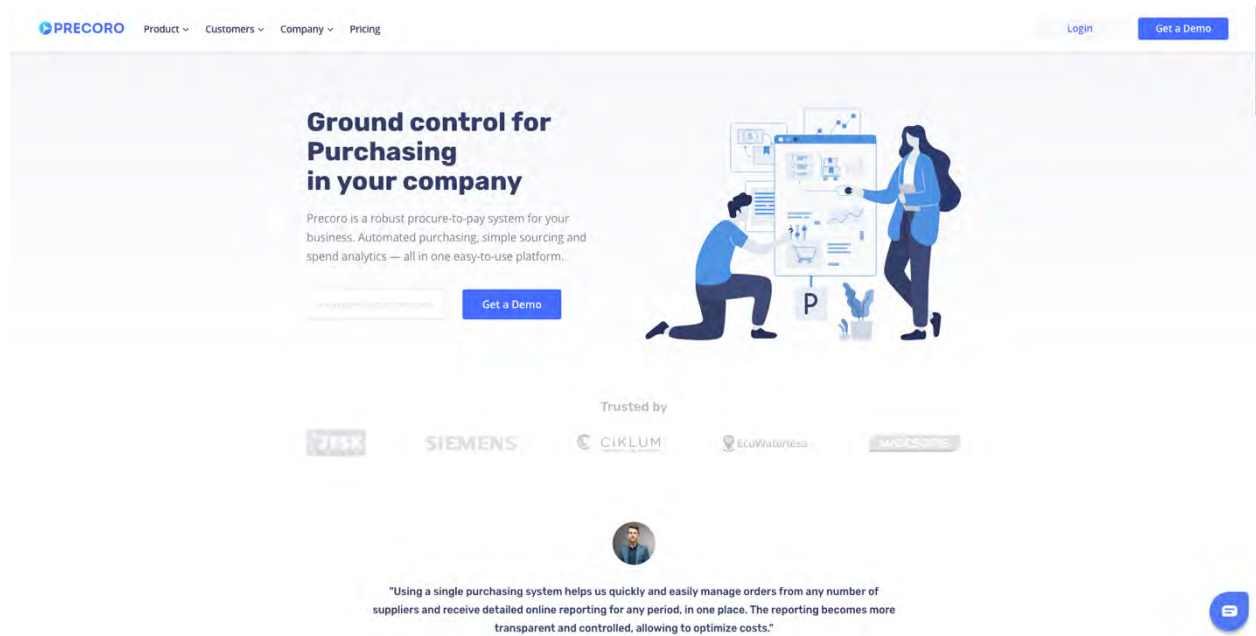 PRECORO
Product
Customers
Company
Pricing
Login
Get a Demo
Ground control for
Purchasing
in your company
Precoro is a robust procure-to-pay system for your
business. Automated purchasing, simple sourcing and
spend analytics — all in one easy-to-use platform.
Get a Demo
P
Trusted by
JYSK
SIEMENS
CIKLUM
EcoWaterless
watsons
"Using a single purchasing system helps us quickly and easily manage orders from any number of
suppliers and receive detailed online reporting for any period, in one place. The reporting becomes more
transparent and controlled, allowing to optimize costs."